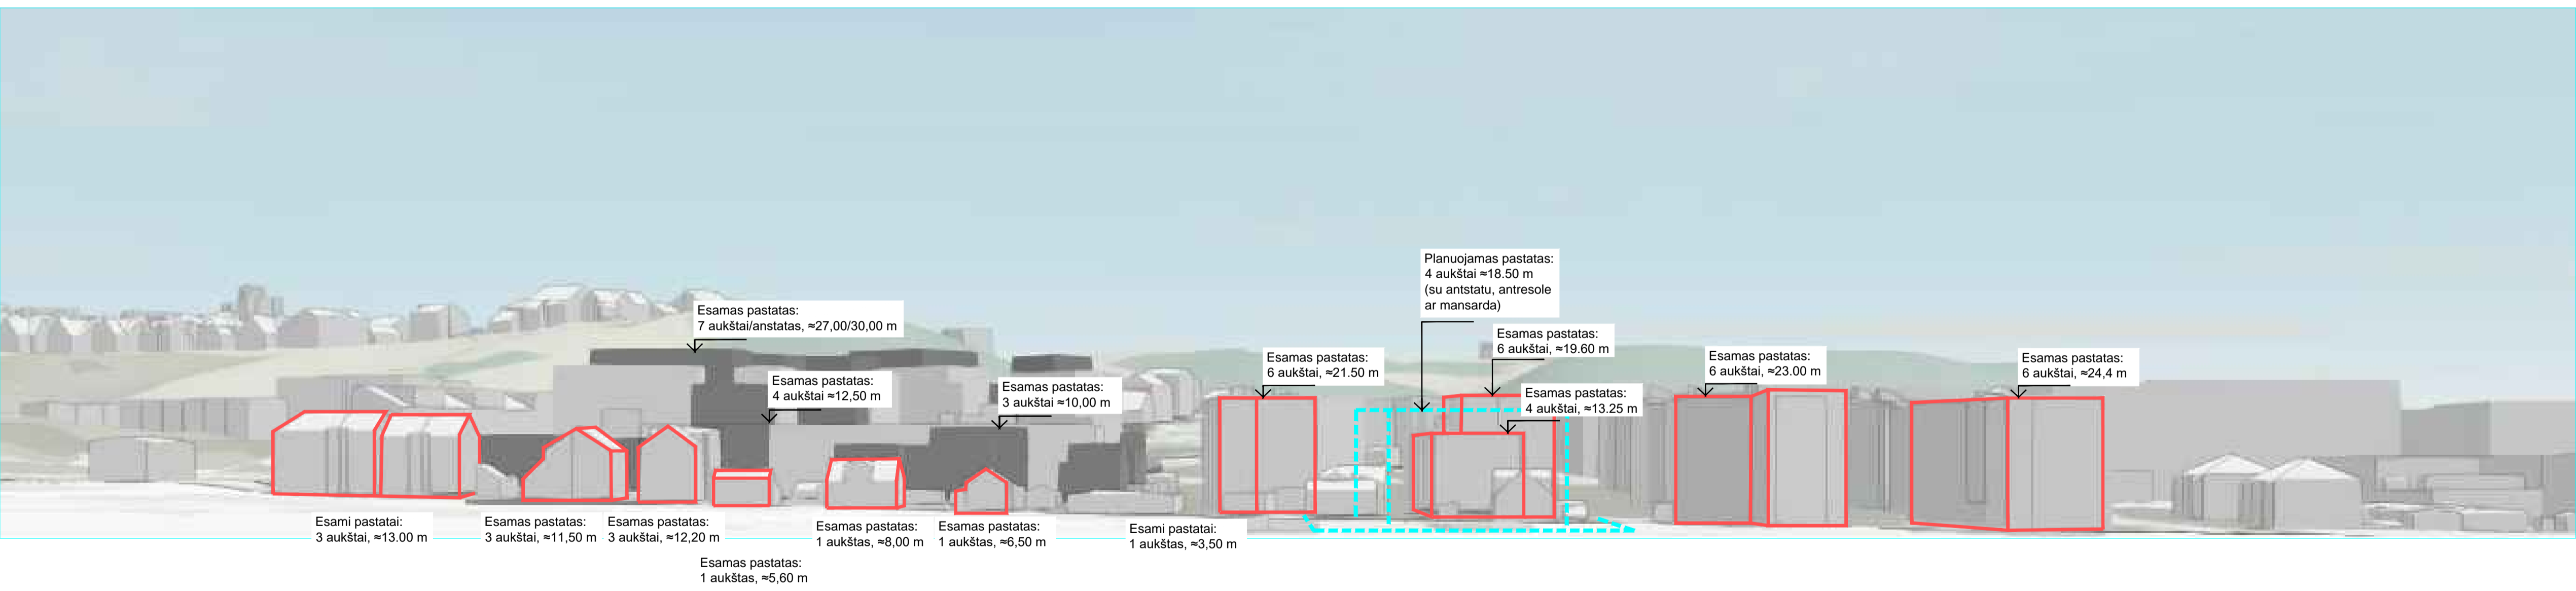 Planuojamas pastatas:
4 aukštai ≈18.50 m
(su antstatu, antresole
ar mansarda)
Esamas pastatas:
7 aukštai/anstatas, ≈27,00/30,00 m
Esamas pastatas:
6 aukštai, ≈19.60 m
Esamas pastatas:
6 aukštai, ≈21.50 m
Esamas pastatas:
6 aukštai, ≈23.00 m
Esamas pastatas:
6 aukštai, ≈24,4 m
Esamas pastatas:
4 aukštai ≈12,50 m
Esamas pastatas:
3 aukštai ≈10,00 m
Esamas pastatas:
4 aukštai, ≈13.25 m
Esami pastatai:
3 aukštai, ≈13.00 m
Esamas pastatas:
3 aukštai, ≈11,50 m
Esamas pastatas:
3 aukštai, ≈12,20 m
Esamas pastatas:
1 aukštas, ≈8,00 m
Esamas pastatas:
1 aukštas, ≈6,50 m
Esami pastatai:
1 aukštas, ≈3,50 m
Esamas pastatas:
1 aukštas, ≈5,60 m